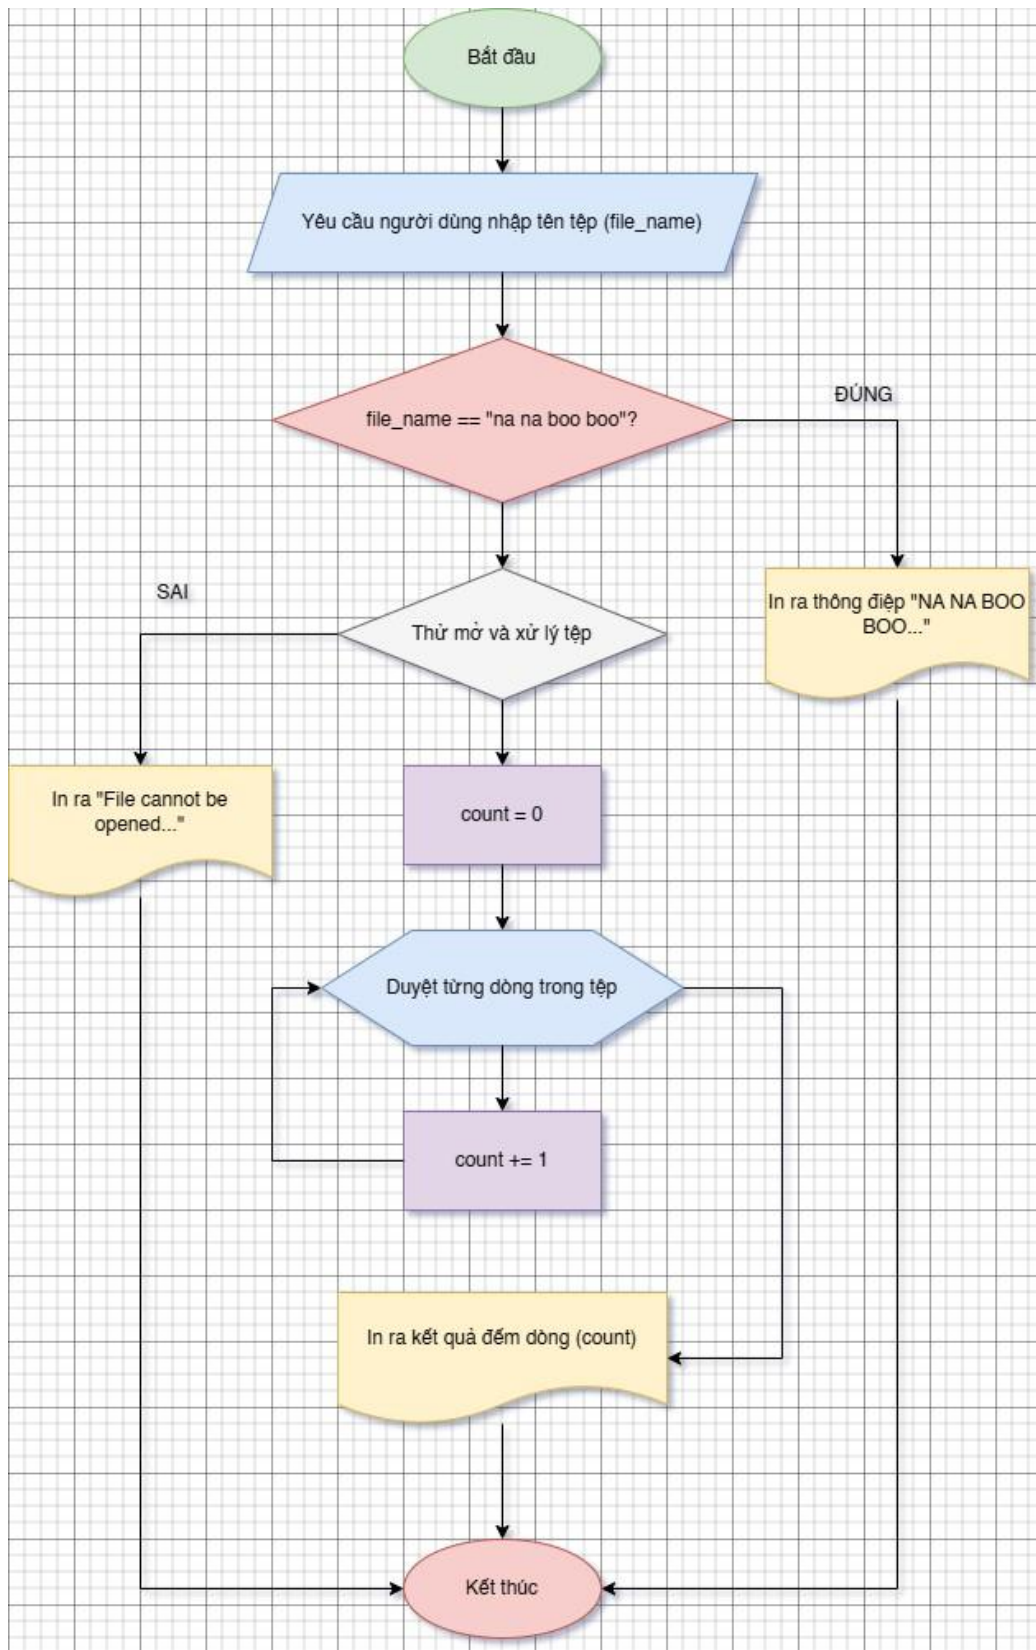 Bắt đầu
Yêu cầu người dùng nhập tên tệp (file_name)
file_name == "na na boo boo"?
ĐÚNG
SAI
Thử mở và xử lý tệp
In ra thông điệp "NA NA BOO
BOO..."
In ra "File cannot be
opened..."
count = 0
Duyệt từng dòng trong tệp
count += 1
In ra kết quả đếm dòng (count)
Kết thúc